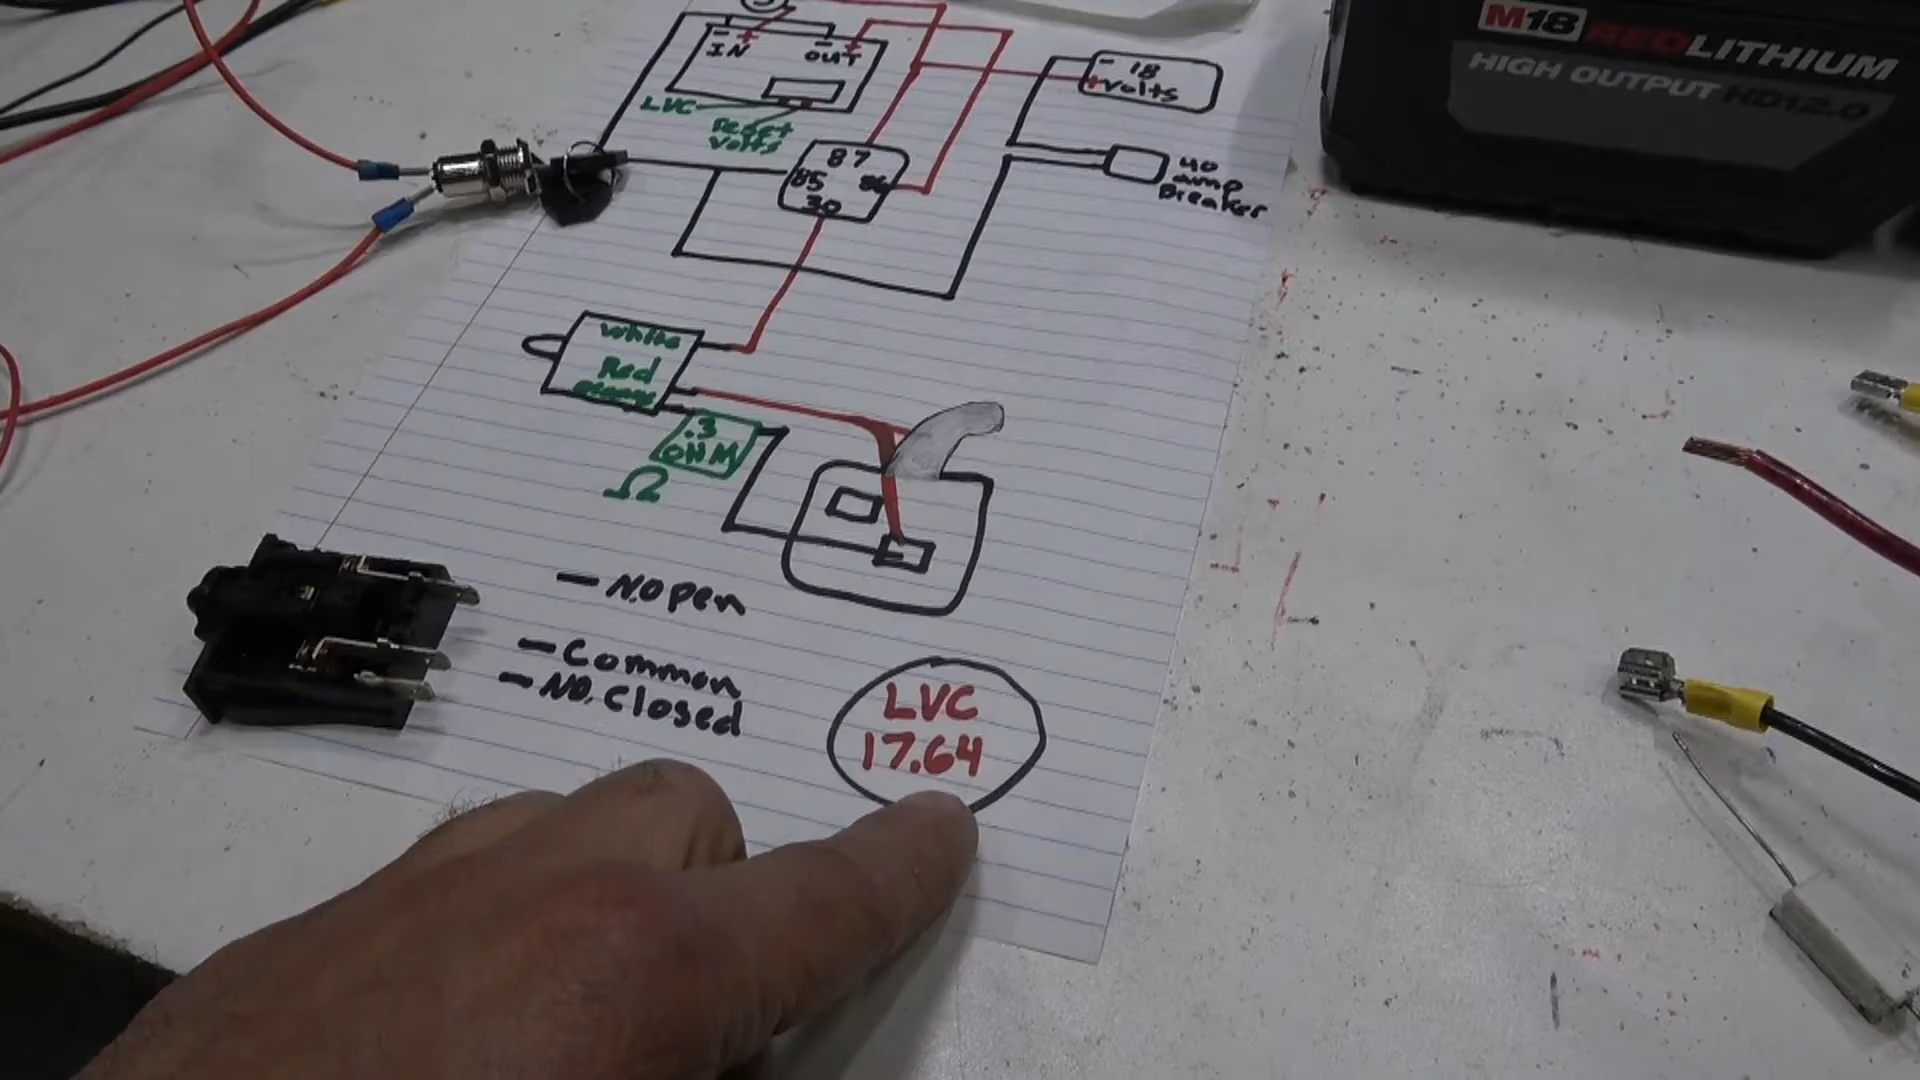 - +
IN
- +
OUT
LVC
reset
volts
- 18
+ volts
40
amp
Breaker
87
85 86
30
white
Red
.3
OHM
Ω
- N.OPEN
- Common
- NO. Closed
LVC
17.64
M18 REDLITHIUM
HIGH OUTPUT HD12.0